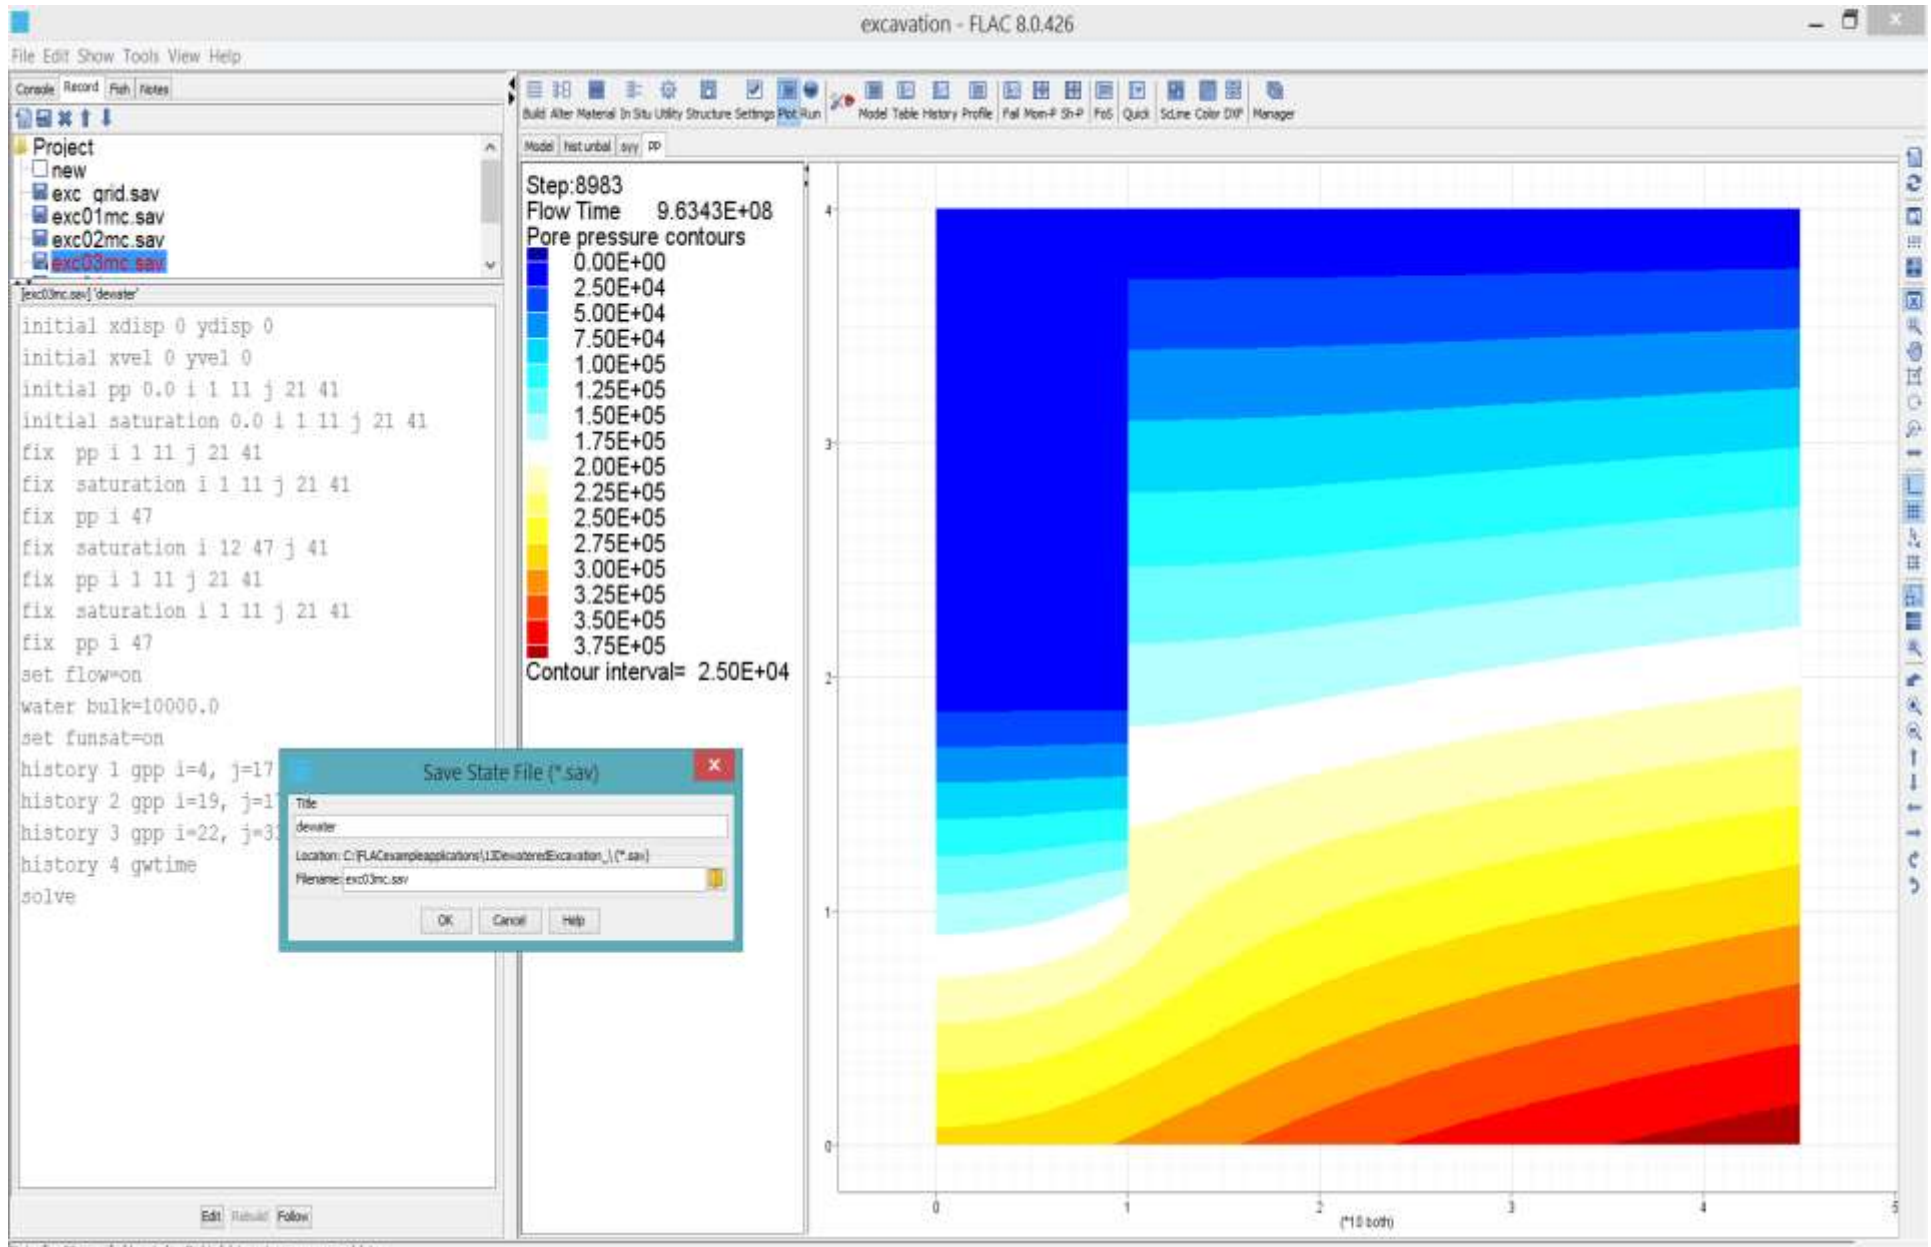 excavation - FLAC 8.0.426
File Edit Show Tools View Help
Console Record Fish Notes
Build Alter Material In Situ Utility Structure Settings Plot Run Model Table History Profile Fail Mom-P Sh-P FoS Quick ScLine Color DXF Manager
Project
new
exc_grid.sav
exc01mc.sav
exc02mc.sav
exc03mc.sav
[exc03mc.sav] 'dewater'
initial xdisp 0 ydisp 0
initial xvel 0 yvel 0
initial pp 0.0 i 1 11 j 21 41
initial saturation 0.0 i 1 11 j 21 41
fix pp i 1 11 j 21 41
fix saturation i 1 11 j 21 41
fix pp i 47
fix saturation i 12 47 j 41
fix pp i 1 11 j 21 41
fix saturation i 1 11 j 21 41
fix pp i 47
set flow=on
water bulk=10000.0
set funsat=on
history 1 gpp i=4, j=17
history 2 gpp i=19, j=1
history 3 gpp i=22, j=3
history 4 gwtime
solve
Edit Rebuild Follow
Model hist unbal syy pp
Step:8983
Flow Time 9.6343E+08
Pore pressure contours
0.00E+00
2.50E+04
5.00E+04
7.50E+04
1.00E+05
1.25E+05
1.50E+05
1.75E+05
2.00E+05
2.25E+05
2.50E+05
2.75E+05
3.00E+05
3.25E+05
3.50E+05
3.75E+05
Contour interval= 2.50E+04
Save State File (*.sav)
Title
dewater
Location: C:\FLACexampleapplications\13DewateredExcavation_\ (*.sav)
Filename: exc03mc.sav
OK Cancel Help
4
3
2
1
0
0 1 2 3 4 5
(*10 both)